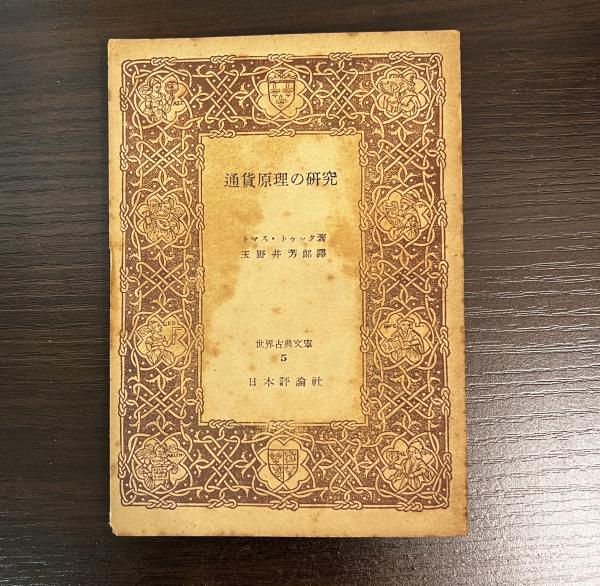 通貨原理の研究
トマス・トゥック著
玉野井芳郎譯
世界古典文庫
5
日本評論社